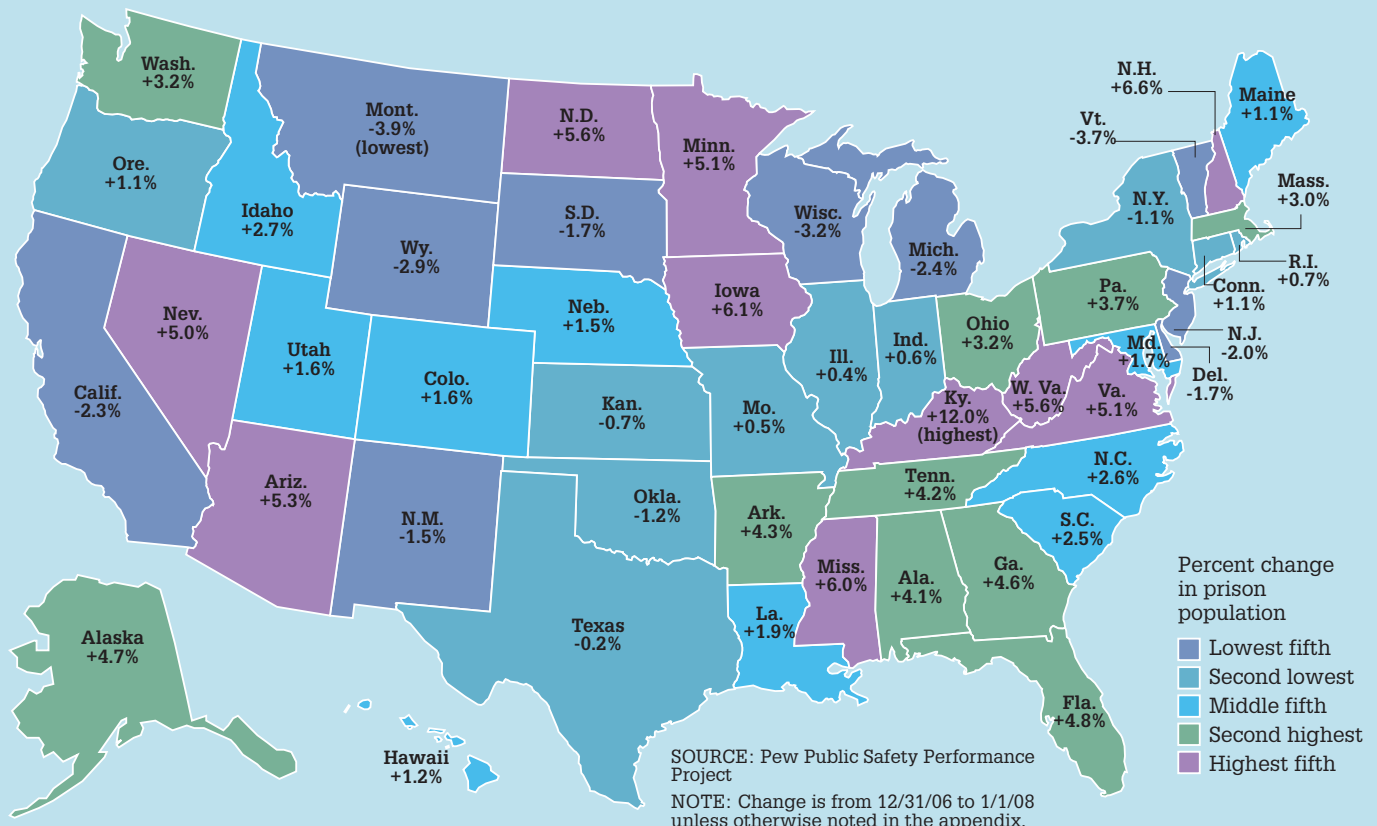 Wash.
+3.2%
Ore.
+1.1%
Calif.
-2.3%
Nev.
+5.0%
Idaho
+2.7%
Mont.
-3.9%
(lowest)
Wy.
-2.9%
Utah
+1.6%
Colo.
+1.6%
Ariz.
+5.3%
N.M.
-1.5%
N.D.
+5.6%
S.D.
-1.7%
Neb.
+1.5%
Kan.
-0.7%
Okla.
-1.2%
Texas
-0.2%
Minn.
+5.1%
Iowa
+6.1%
Mo.
+0.5%
Ark.
+4.3%
La.
+1.9%
Wisc.
-3.2%
Ill.
+0.4%
Mich.
-2.4%
Ind.
+0.6%
Ohio
+3.2%
Ky.
+12.0%
(highest)
Tenn.
+4.2%
Miss.
+6.0%
Ala.
+4.1%
Ga.
+4.6%
Fla.
+4.8%
S.C.
+2.5%
N.C.
+2.6%
Va.
+5.1%
W. Va.
+5.6%
Md.
+1.7%
Del.
-1.7%
Pa.
+3.7%
N.J.
-2.0%
N.Y.
-1.1%
Conn.
+1.1%
R.I.
+0.7%
Mass.
+3.0%
Vt.
-3.7%
N.H.
+6.6%
Maine
+1.1%
Alaska
+4.7%
Hawaii
+1.2%
Percent change
in prison
population
Lowest fifth
Second lowest
Middle fifth
Second highest
Highest fifth
SOURCE: Pew Public Safety Performance
Project
NOTE: Change is from 12/31/06 to 1/1/08
unless otherwise noted in the appendix.